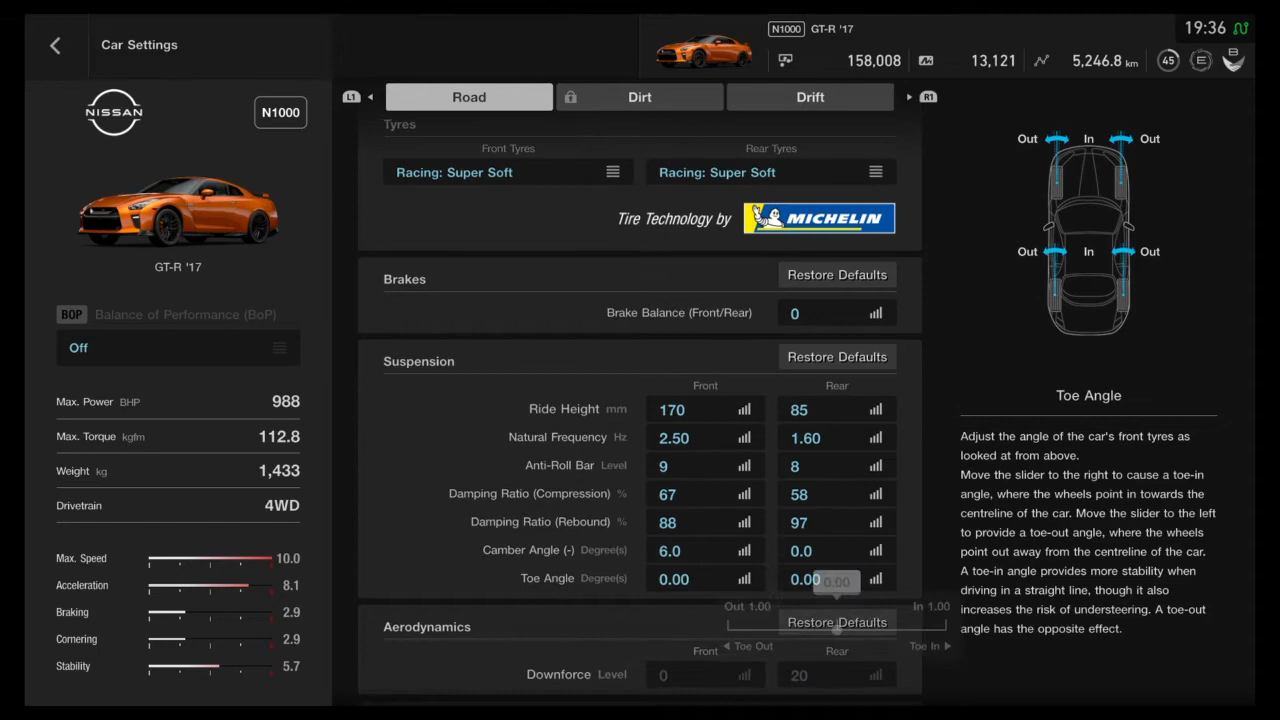 Car Settings
N1000 GT-R '17
19:36
158,008
13,121
5,246.8 km
45
E
B
NISSAN
N1000
GT-R '17
BOP Balance of Performance (BoP)
Off
Max. Power BHP 988
Max. Torque kgfm 112.8
Weight kg 1,433
Drivetrain 4WD
Max. Speed 10.0
Acceleration 8.1
Braking 2.9
Cornering 2.9
Stability 5.7
L1 Road Dirt Drift R1
Tyres
Front Tyres Rear Tyres
Racing: Super Soft Racing: Super Soft
Tire Technology by MICHELIN
Brakes Restore Defaults
Brake Balance (Front/Rear) 0
Suspension Restore Defaults
Front Rear
Ride Height mm 170 85
Natural Frequency Hz 2.50 1.60
Anti-Roll Bar Level 9 8
Damping Ratio (Compression) % 67 58
Damping Ratio (Rebound) % 88 97
Camber Angle (-) Degree(s) 6.0 0.0
Toe Angle Degree(s) 0.00 0.00
0.00
Out 1.00 In 1.00
Aerodynamics Restore Defaults
Front Rear
Toe Out Toe In
Downforce Level 0 20
Out In Out
Out In Out
Toe Angle
Adjust the angle of the car's front tyres as
looked at from above.
Move the slider to the right to cause a toe-in
angle, where the wheels point in towards the
centreline of the car. Move the slider to the left
to provide a toe-out angle, where the wheels
point out away from the centreline of the car.
A toe-in angle provides more stability when
driving in a straight line, though it also
increases the risk of understeering. A toe-out
angle has the opposite effect.